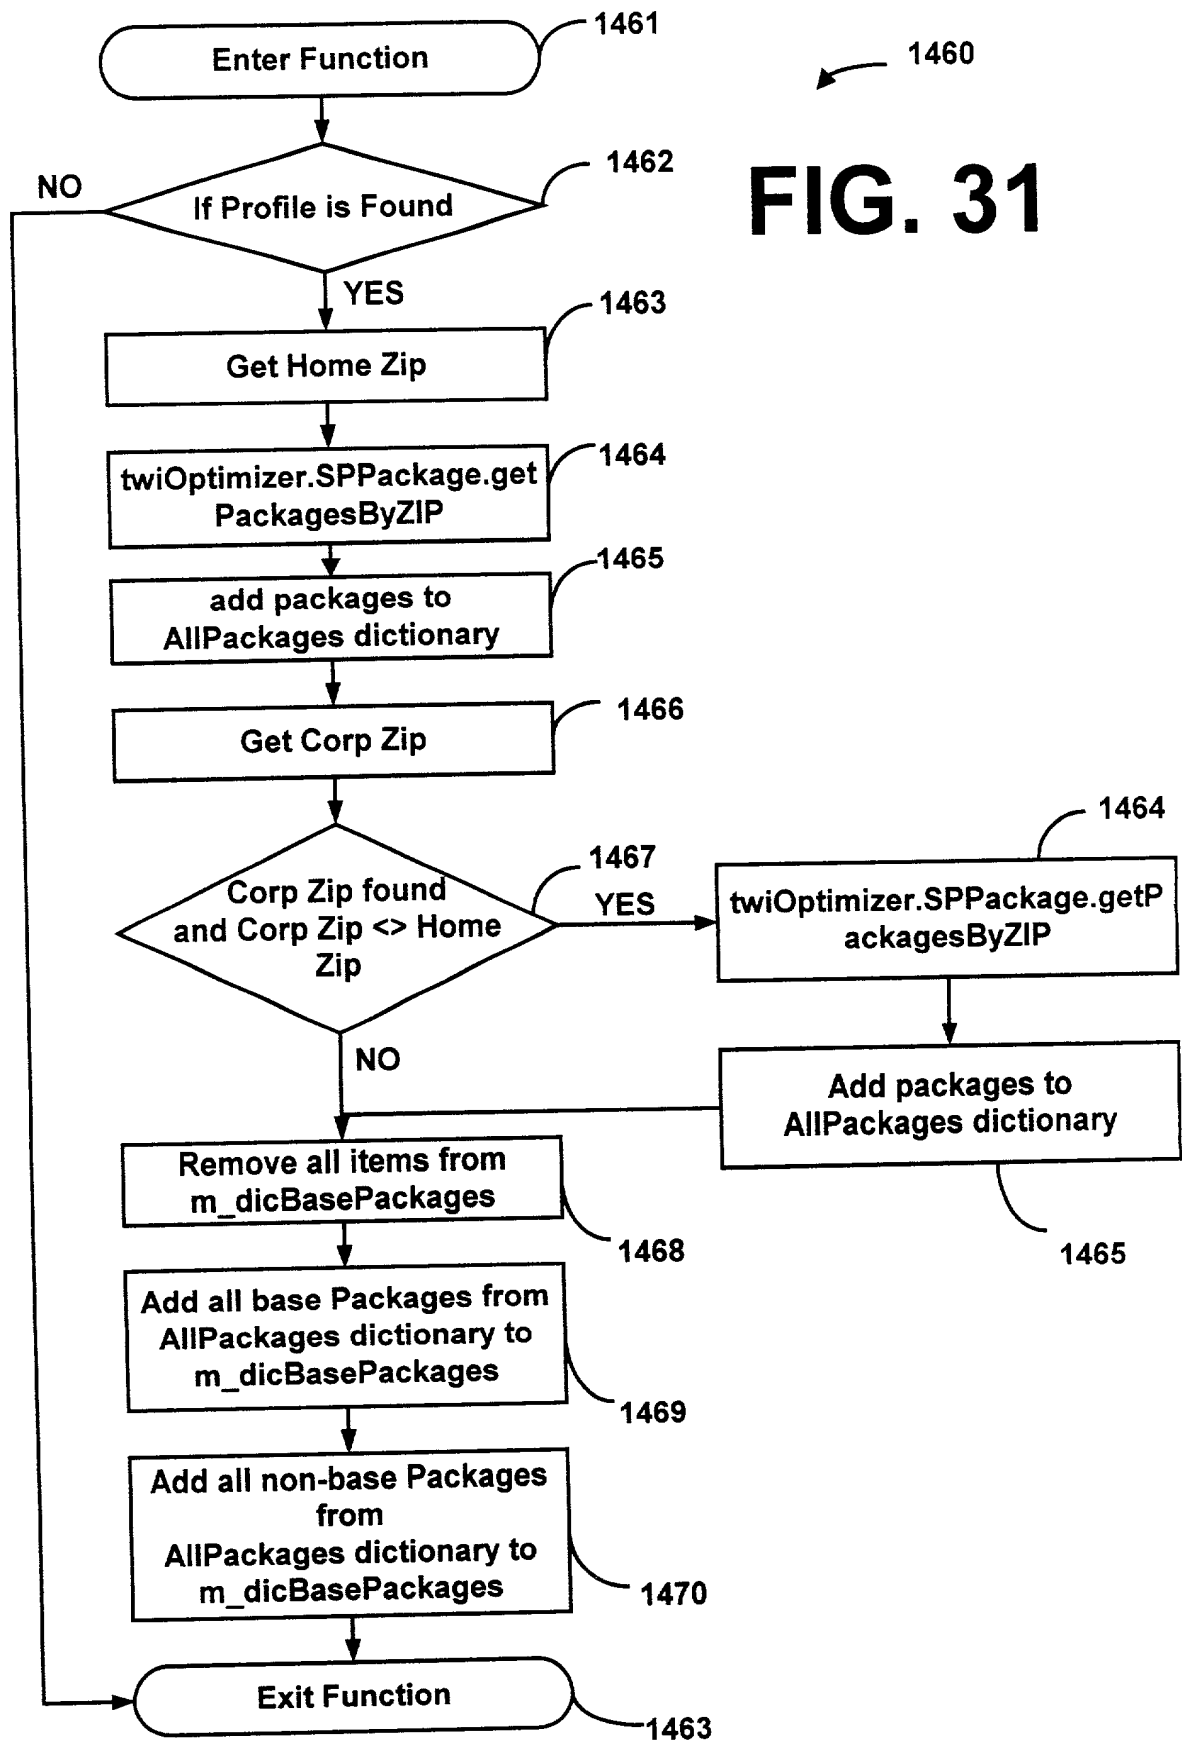 1461
Enter Function
1460
FIG. 31
1462
NO
If Profile is Found
YES
1463
Get Home Zip
1464
twiOptimizer.SPPackage.get
PackagesByZIP
1465
add packages to
AllPackages dictionary
1466
Get Corp Zip
1467
Corp Zip found
and Corp Zip <> Home
Zip
YES
1464
twiOptimizer.SPPackage.getP
ackagesByZIP
NO
Add packages to
AllPackages dictionary
1465
Remove all items from
m_dicBasePackages
1468
Add all base Packages from
AllPackages dictionary to
m_dicBasePackages
1469
Add all non-base Packages
from
AllPackages dictionary to
m_dicBasePackages
1470
Exit Function
1463